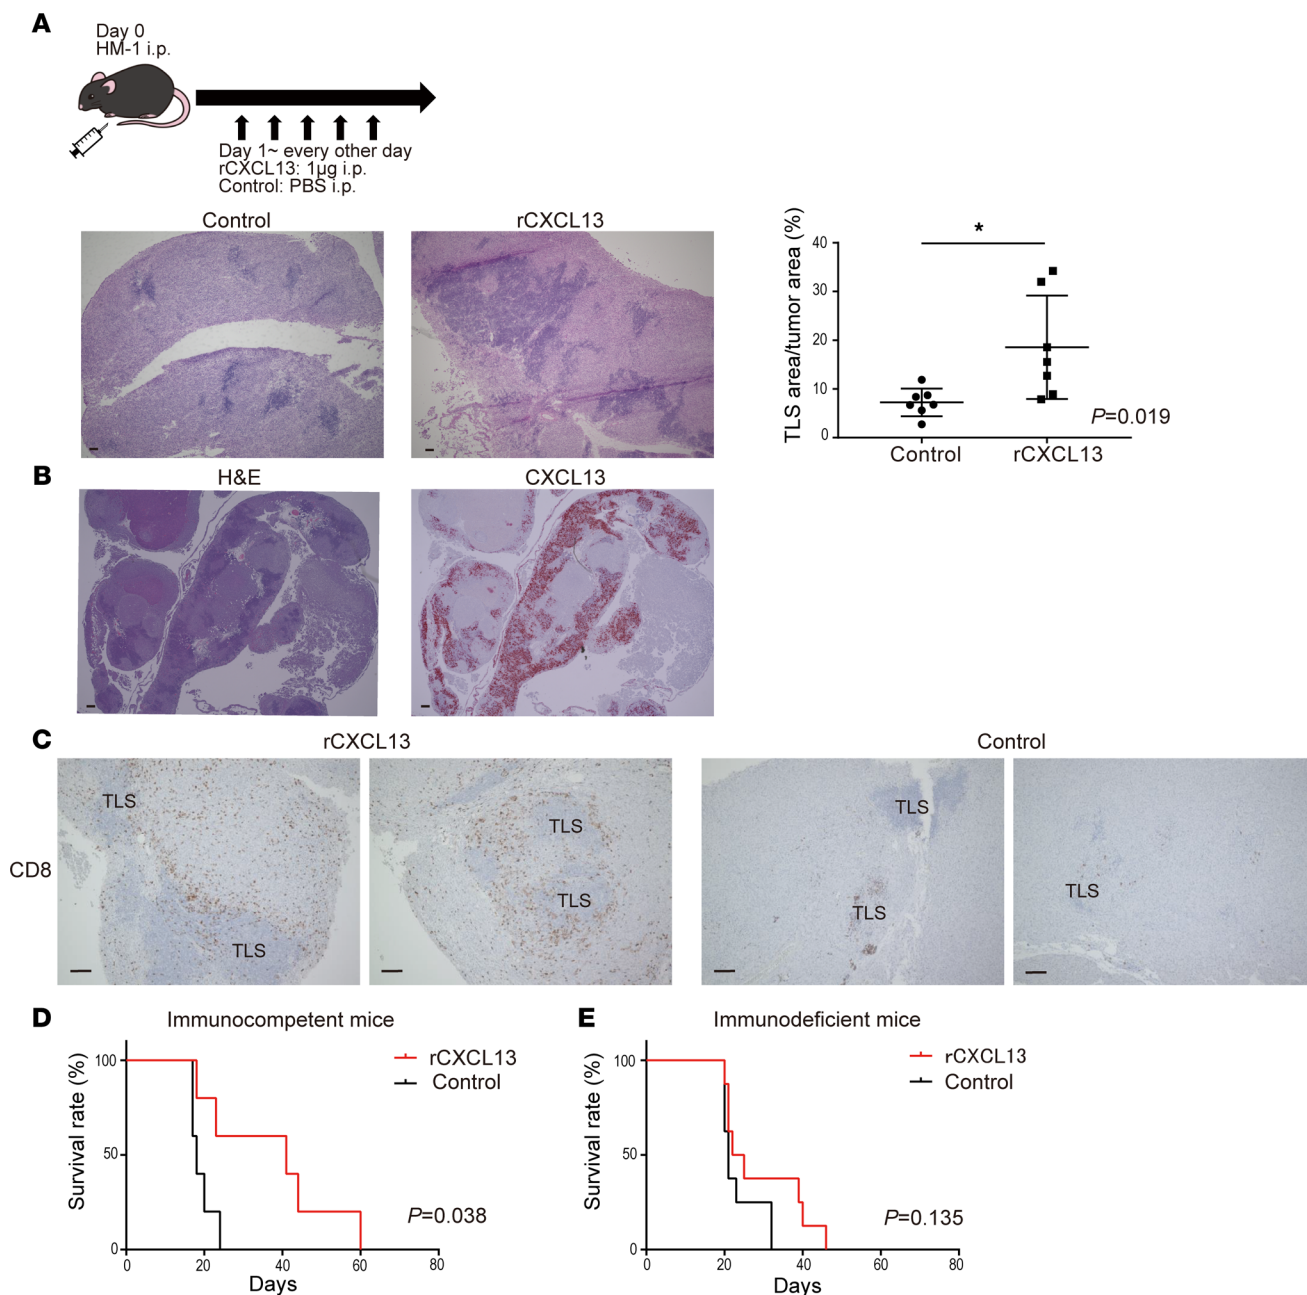 A
Day 0
HM-1 i.p.
Day 1~ every other day
rCXCL13: 1μg i.p.
Control: PBS i.p.
Control
rCXCL13
TLS area/tumor area (%)
40
30
20
10
0
*
P=0.019
Control
rCXCL13
B
H&E
CXCL13
C
rCXCL13
Control
CD8
TLS
TLS
TLS
TLS
TLS
TLS
TLS
D
Immunocompetent mice
Survival rate (%)
100
50
0
rCXCL13
Control
P=0.038
0
20
40
60
80
Days
E
Immunodeficient mice
Survival rate (%)
100
50
0
rCXCL13
Control
P=0.135
0
20
40
60
80
Days